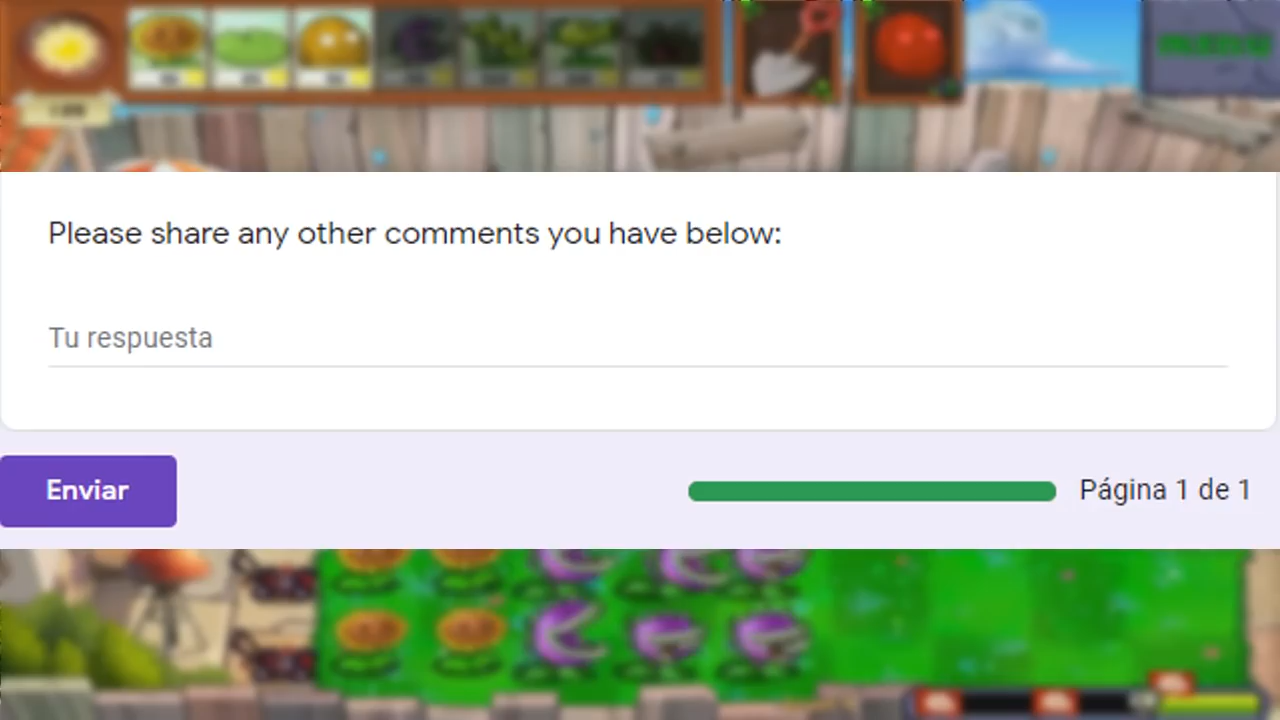 Please share any other comments you have below:
Tu respuesta
Enviar
Página 1 de 1